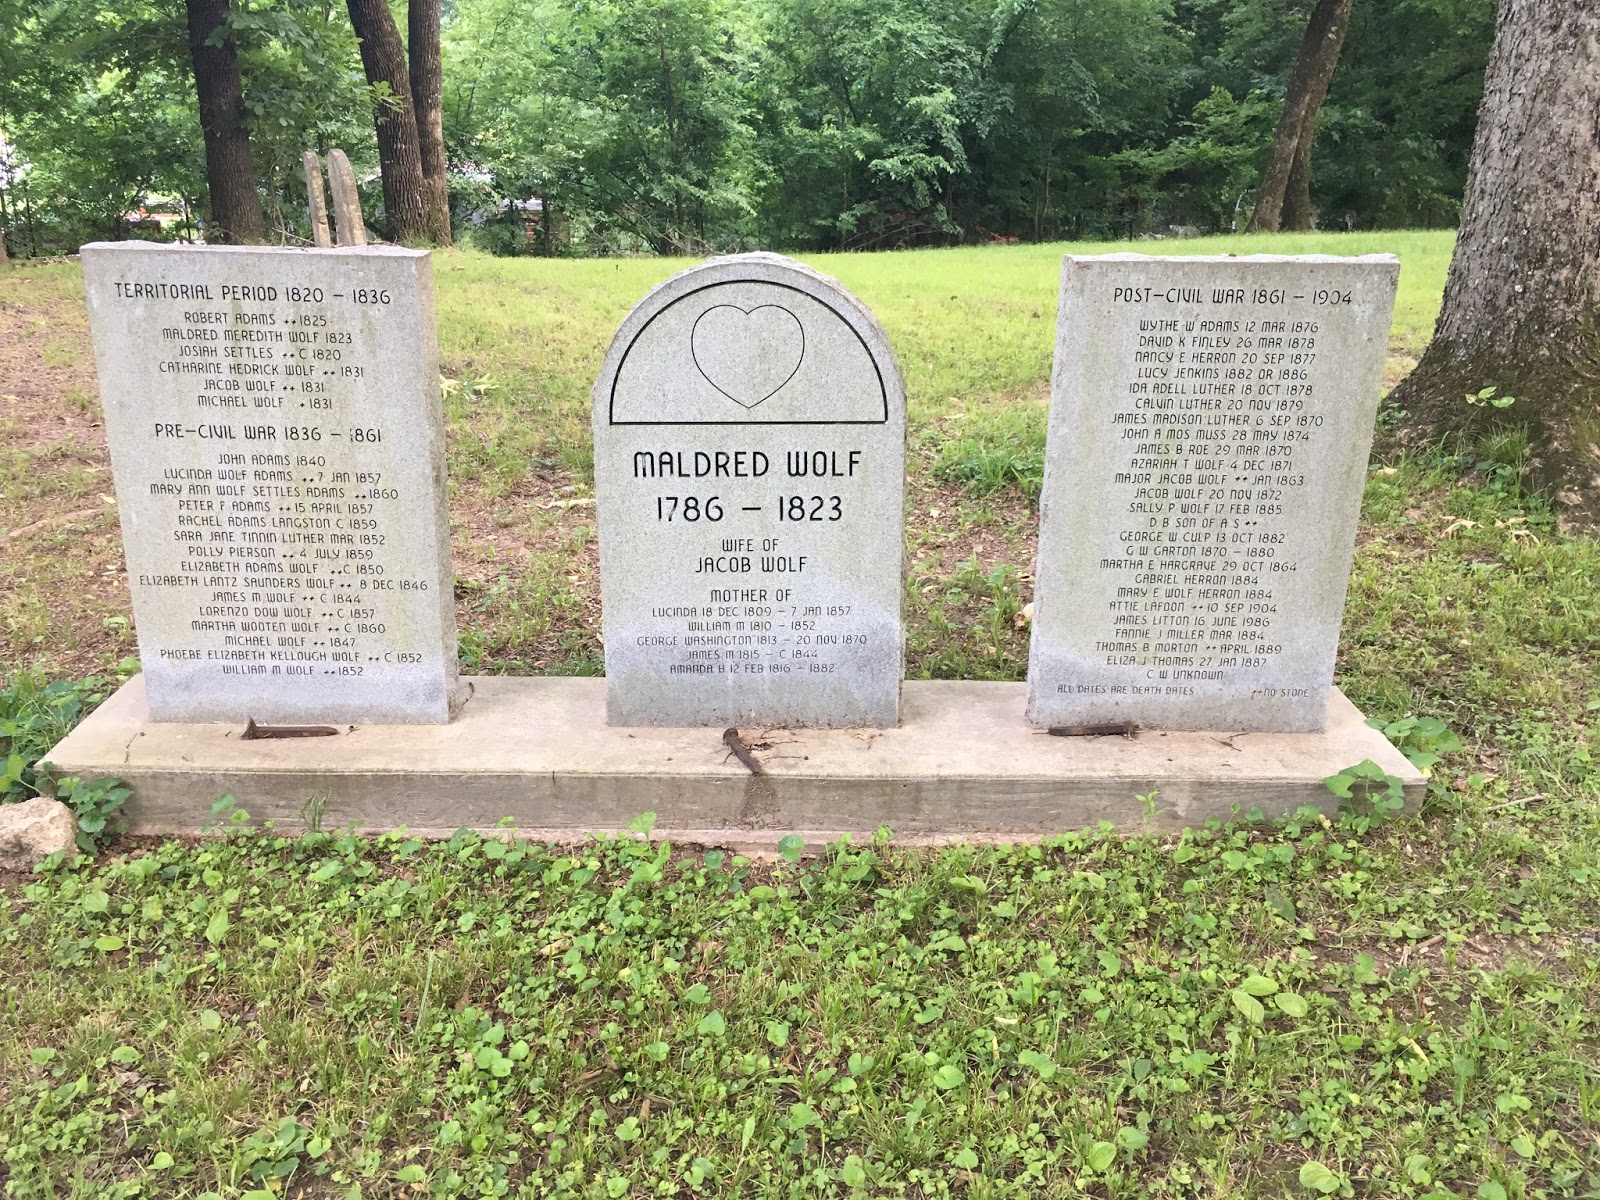 TERRITORIAL PERIOD 1820 – 1836
ROBERT ADAMS ++ 1825
MALDRED MEREDITH WOLF 1823
JOSIAH SETTLES ++ C 1820
CATHARINE HEDRICK WOLF ++ 1831
JACOB WOLF ++ 1831
MICHAEL WOLF + 1831
PRE–CIVIL WAR 1836 – 1861
JOHN ADAMS 1840
LUCINDA WOLF ADAMS ++ 7 JAN 1857
MARY ANN WOLF SETTLES ADAMS ++ 1860
PETER P ADAMS ++ 15 APRIL 1857
RACHEL ADAMS LANGSTON C 1859
SARA JANE TINNIN LUTHER MAR 1852
POLLY PIERSON ++ 4 JULY 1859
ELIZABETH ADAMS WOLF ++ C 1850
ELIZABETH LANTZ SAUNDERS WOLF ++ 8 DEC 1846
JAMES M WOLF ++ C 1844
LORENZO DOW WOLF ++ C 1857
MARTHA WOOTEN WOLF ++ C 1860
MICHAEL WOLF ++ 1847
PHOEBE ELIZABETH KELLOUGH WOLF ++ C 1852
WILLIAM M WOLF ++ 1852
MALDRED WOLF
1786 – 1823
WIFE OF
JACOB WOLF
MOTHER OF
LUCINDA 18 DEC 1809 – 7 JAN 1857
WILLIAM M 1810 – 1852
GEORGE WASHINGTON 1813 – 20 NOV 1870
JAMES M 1815 – C 1844
AMANDA H 12 FEB 1816 – 1882
POST–CIVIL WAR 1861 – 1904
WYTHE W ADAMS 12 MAR 1876
DAVID K FINLEY 26 MAR 1878
NANCY E HERRON 20 SEP 1877
LUCY JENKINS 1882 OR 1886
IDA ADELL LUTHER 18 OCT 1878
CALVIN LUTHER 20 NOV 1879
JAMES MADISON LUTHER 6 SEP 1870
JOHN A MOS MUSS 28 MAY 1874
JAMES B ROE 29 MAR 1870
AZARIAH T WOLF 4 DEC 1871
MAJOR JACOB WOLF ++ JAN 1863
JACOB WOLF 20 NOV 1872
SALLY P WOLF 17 FEB 1885
D B SON OF A S ++
GEORGE W CULP 13 OCT 1882
G W GARTON 1870 – 1880
MARTHA E HARGRAVE 29 OCT 1864
GABRIEL HERRON 1884
MARY E WOLF HERRON 1884
ATTIE LAFOON ++ 10 SEP 1904
JAMES LITTON 16 JUNE 1986
FANNIE J MILLER MAR 1884
THOMAS B MORTON ++ APRIL 1889
ELIZA J THOMAS 27 JAN 1887
C W UNKNOWN
ALL DATES ARE DEATH DATES ++NO STONE